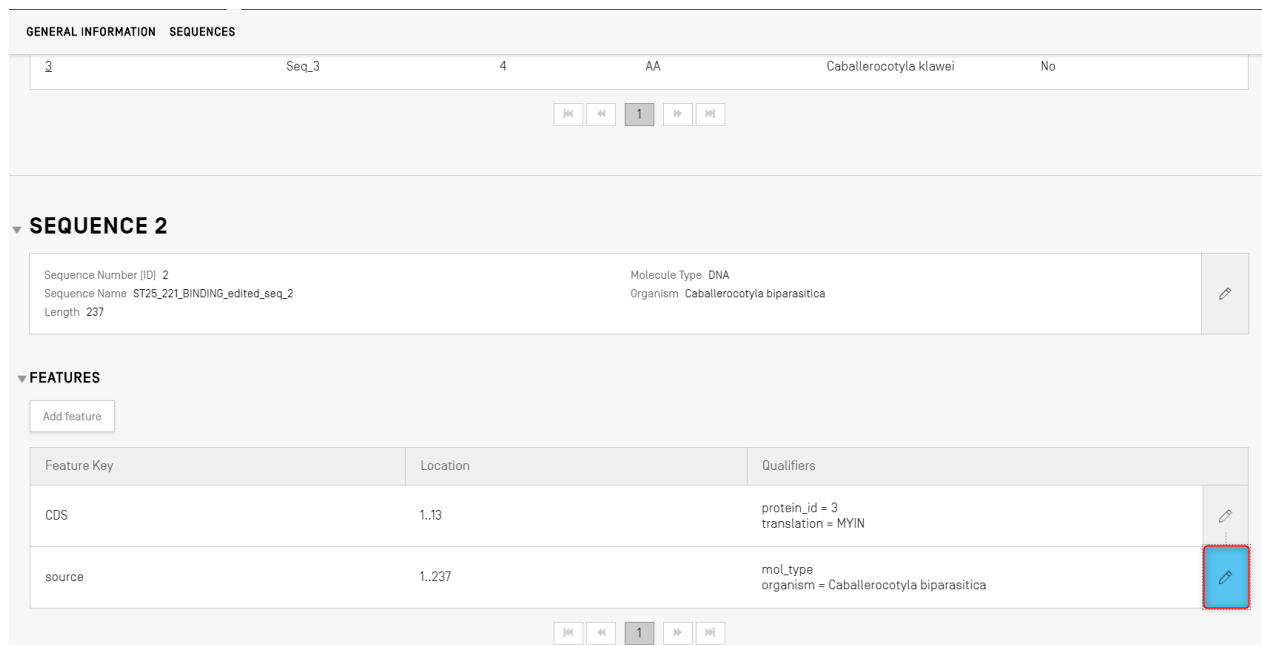 GENERAL INFORMATION SEQUENCES
3 Seq_3 4 AA Caballerocotyla klawei No
1
SEQUENCE 2
Sequence Number [ID] 2 Molecule Type DNA
Sequence Name ST25_221_BINDING_edited_seq_2 Organism Caballerocotyla biparasitica
Length 237
FEATURES
Add feature
Feature Key Location Qualifiers
CDS 1..13 protein_id = 3
translation = MYIN
source 1..237 mol_type
organism = Caballerocotyla biparasitica
1